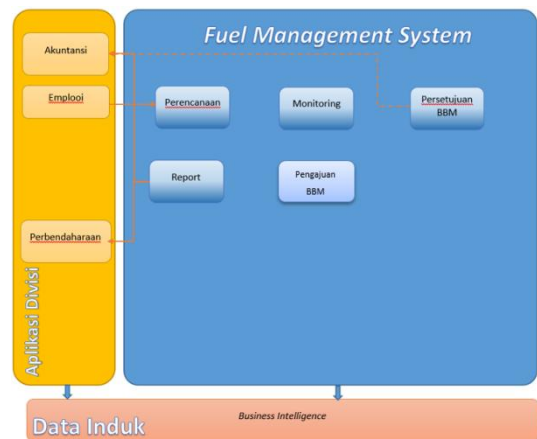 Fuel Management System
Akuntansi
Emplooi
Perencanaan
Monitoring
Persetujuan
BBM
Report
Pengajuan
BBM
Perbendaharaan
Aplikasi Divisi
Business Intelligence
Data Induk